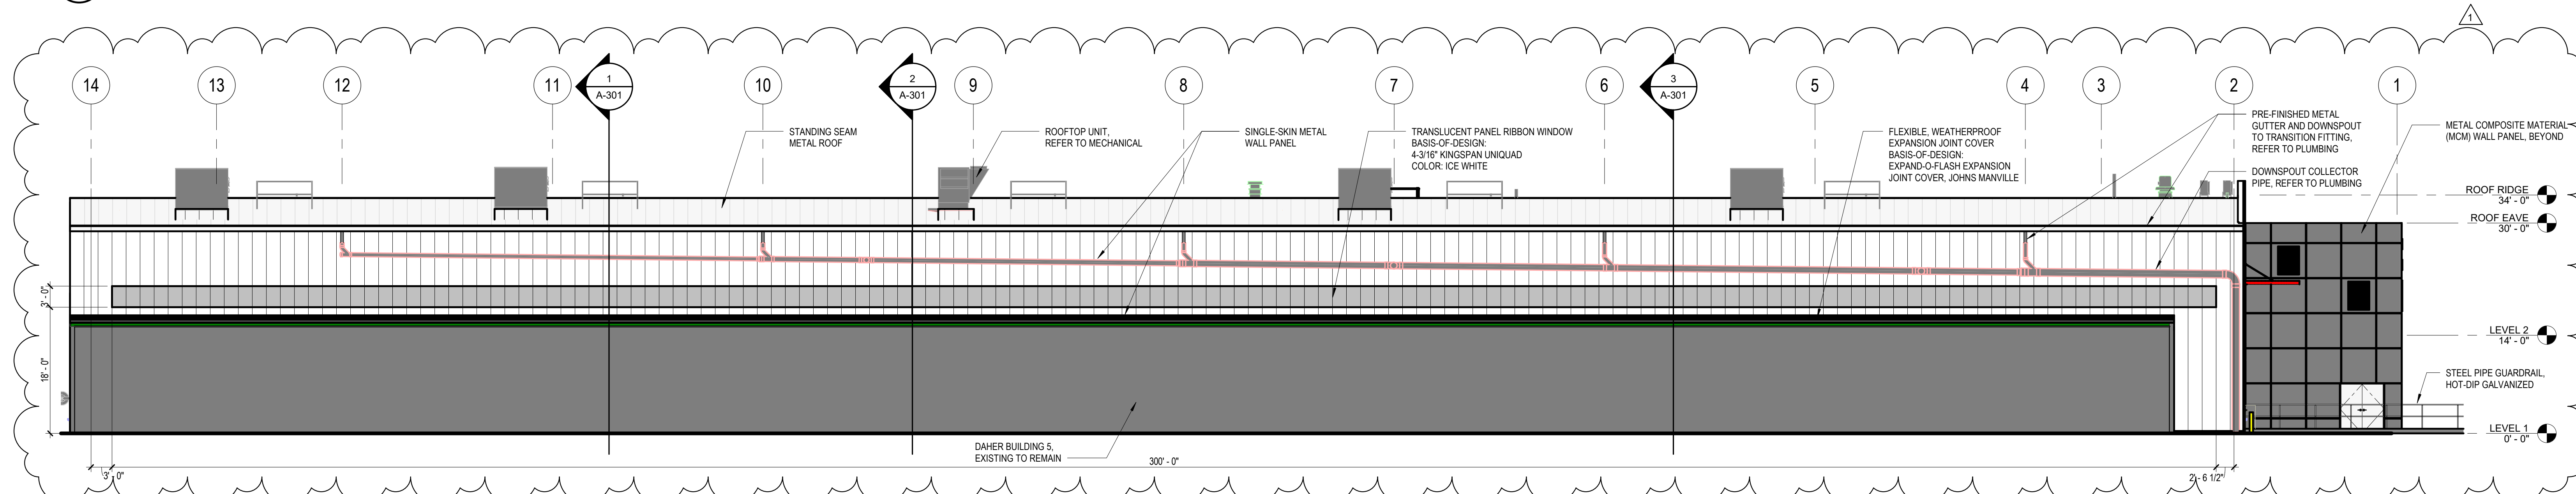 1
14
13
12
11
1
A-301
10
2
A-301
9
8
7
6
3
A-301
5
4
3
2
1
STANDING SEAM
METAL ROOF
ROOFTOP UNIT,
REFER TO MECHANICAL
SINGLE-SKIN METAL
WALL PANEL
TRANSLUCENT PANEL RIBBON WINDOW
BASIS-OF-DESIGN:
4-3/16" KINGSPAN UNIQUAD
COLOR: ICE WHITE
FLEXIBLE, WEATHERPROOF
EXPANSION JOINT COVER
BASIS-OF-DESIGN:
EXPAND-O-FLASH EXPANSION
JOINT COVER, JOHNS MANVILLE
PRE-FINISHED METAL
GUTTER AND DOWNSPOUT
TO TRANSITION FITTING,
REFER TO PLUMBING
DOWNSPOUT COLLECTOR
PIPE, REFER TO PLUMBING
METAL COMPOSITE MATERIAL
(MCM) WALL PANEL, BEYOND
ROOF RIDGE
34' - 0"
ROOF EAVE
30' - 0"
LEVEL 2
14' - 0"
STEEL PIPE GUARDRAIL,
HOT-DIP GALVANIZED
LEVEL 1
0' - 0"
3' - 0"
18' - 0"
DAHER BUILDING 5,
EXISTING TO REMAIN
3' - 0"
300' - 0"
2' - 6 1/2"